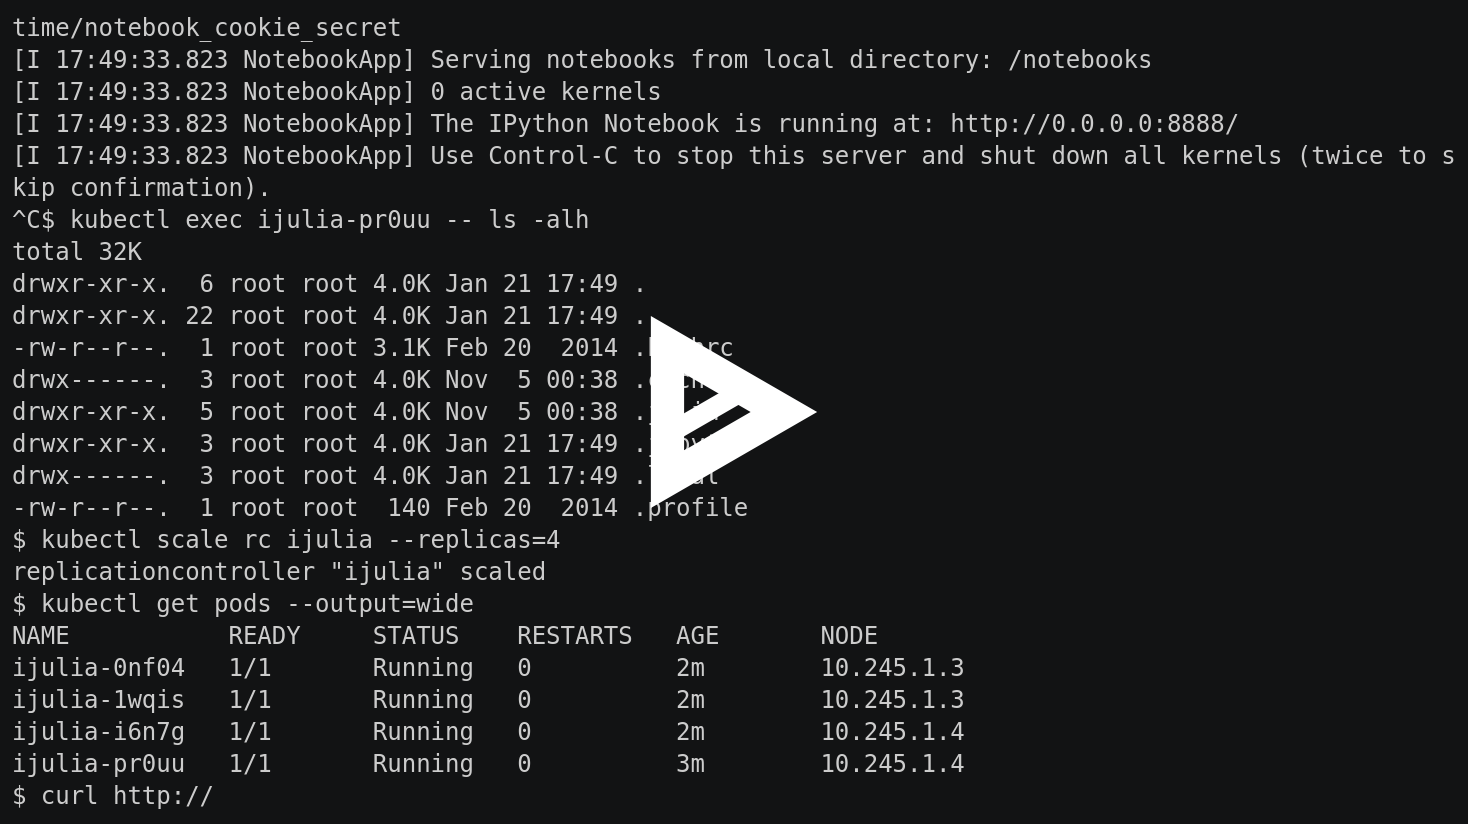 time/notebook_cookie_secret
[I 17:49:33.823 NotebookApp] Serving notebooks from local directory: /notebooks
[I 17:49:33.823 NotebookApp] 0 active kernels
[I 17:49:33.823 NotebookApp] The IPython Notebook is running at: http://0.0.0.0:8888/
[I 17:49:33.823 NotebookApp] Use Control-C to stop this server and shut down all kernels (twice to s
kip confirmation).
^C$ kubectl exec ijulia-pr0uu -- ls -alh
total 32K
drwxr-xr-x.  6 root root 4.0K Jan 21 17:49 .
drwxr-xr-x. 22 root root 4.0K Jan 21 17:49 ..
-rw-r--r--.  1 root root 3.1K Feb 20  2014
drwx------.  3 root root 4.0K Nov  5 00:38
drwxr-xr-x.  5 root root 4.0K Nov  5 00:38
drwxr-xr-x.  3 root root 4.0K Jan 21 17:49
drwx------.  3 root root 4.0K Jan 21 17:49
-rw-r--r--.  1 root root  140 Feb 20  2014 .profile
$ kubectl scale rc ijulia --replicas=4
replicationcontroller "ijulia" scaled
$ kubectl get pods --output=wide
NAME           READY     STATUS    RESTARTS   AGE       NODE
ijulia-0nf04   1/1       Running   0          2m        10.245.1.3
ijulia-1wqis   1/1       Running   0          2m        10.245.1.3
ijulia-i6n7g   1/1       Running   0          2m        10.245.1.4
ijulia-pr0uu   1/1       Running   0          3m        10.245.1.4
$ curl http://